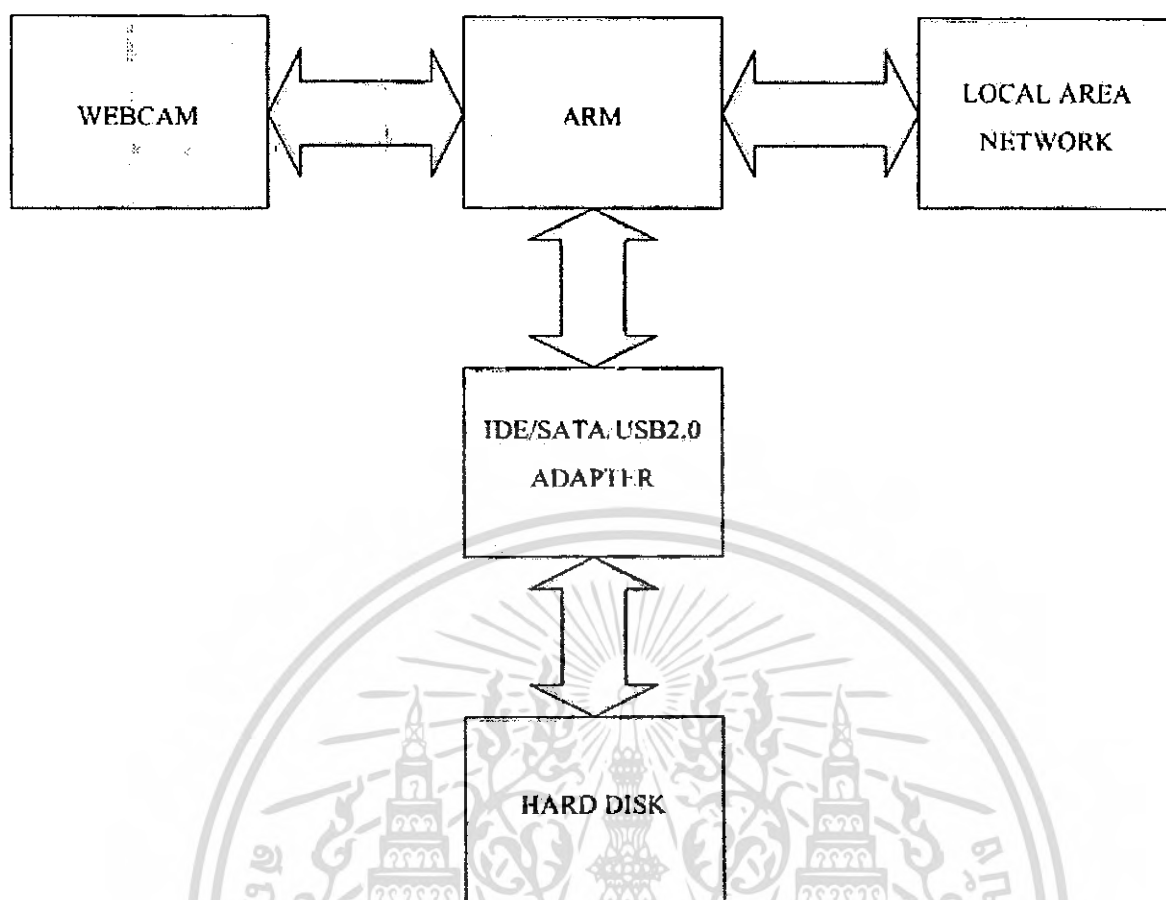 WEBCAM
ARM
LOCAL AREA
NETWORK
IDE/SATA/USB2.0
ADAPTER
HARD DISK